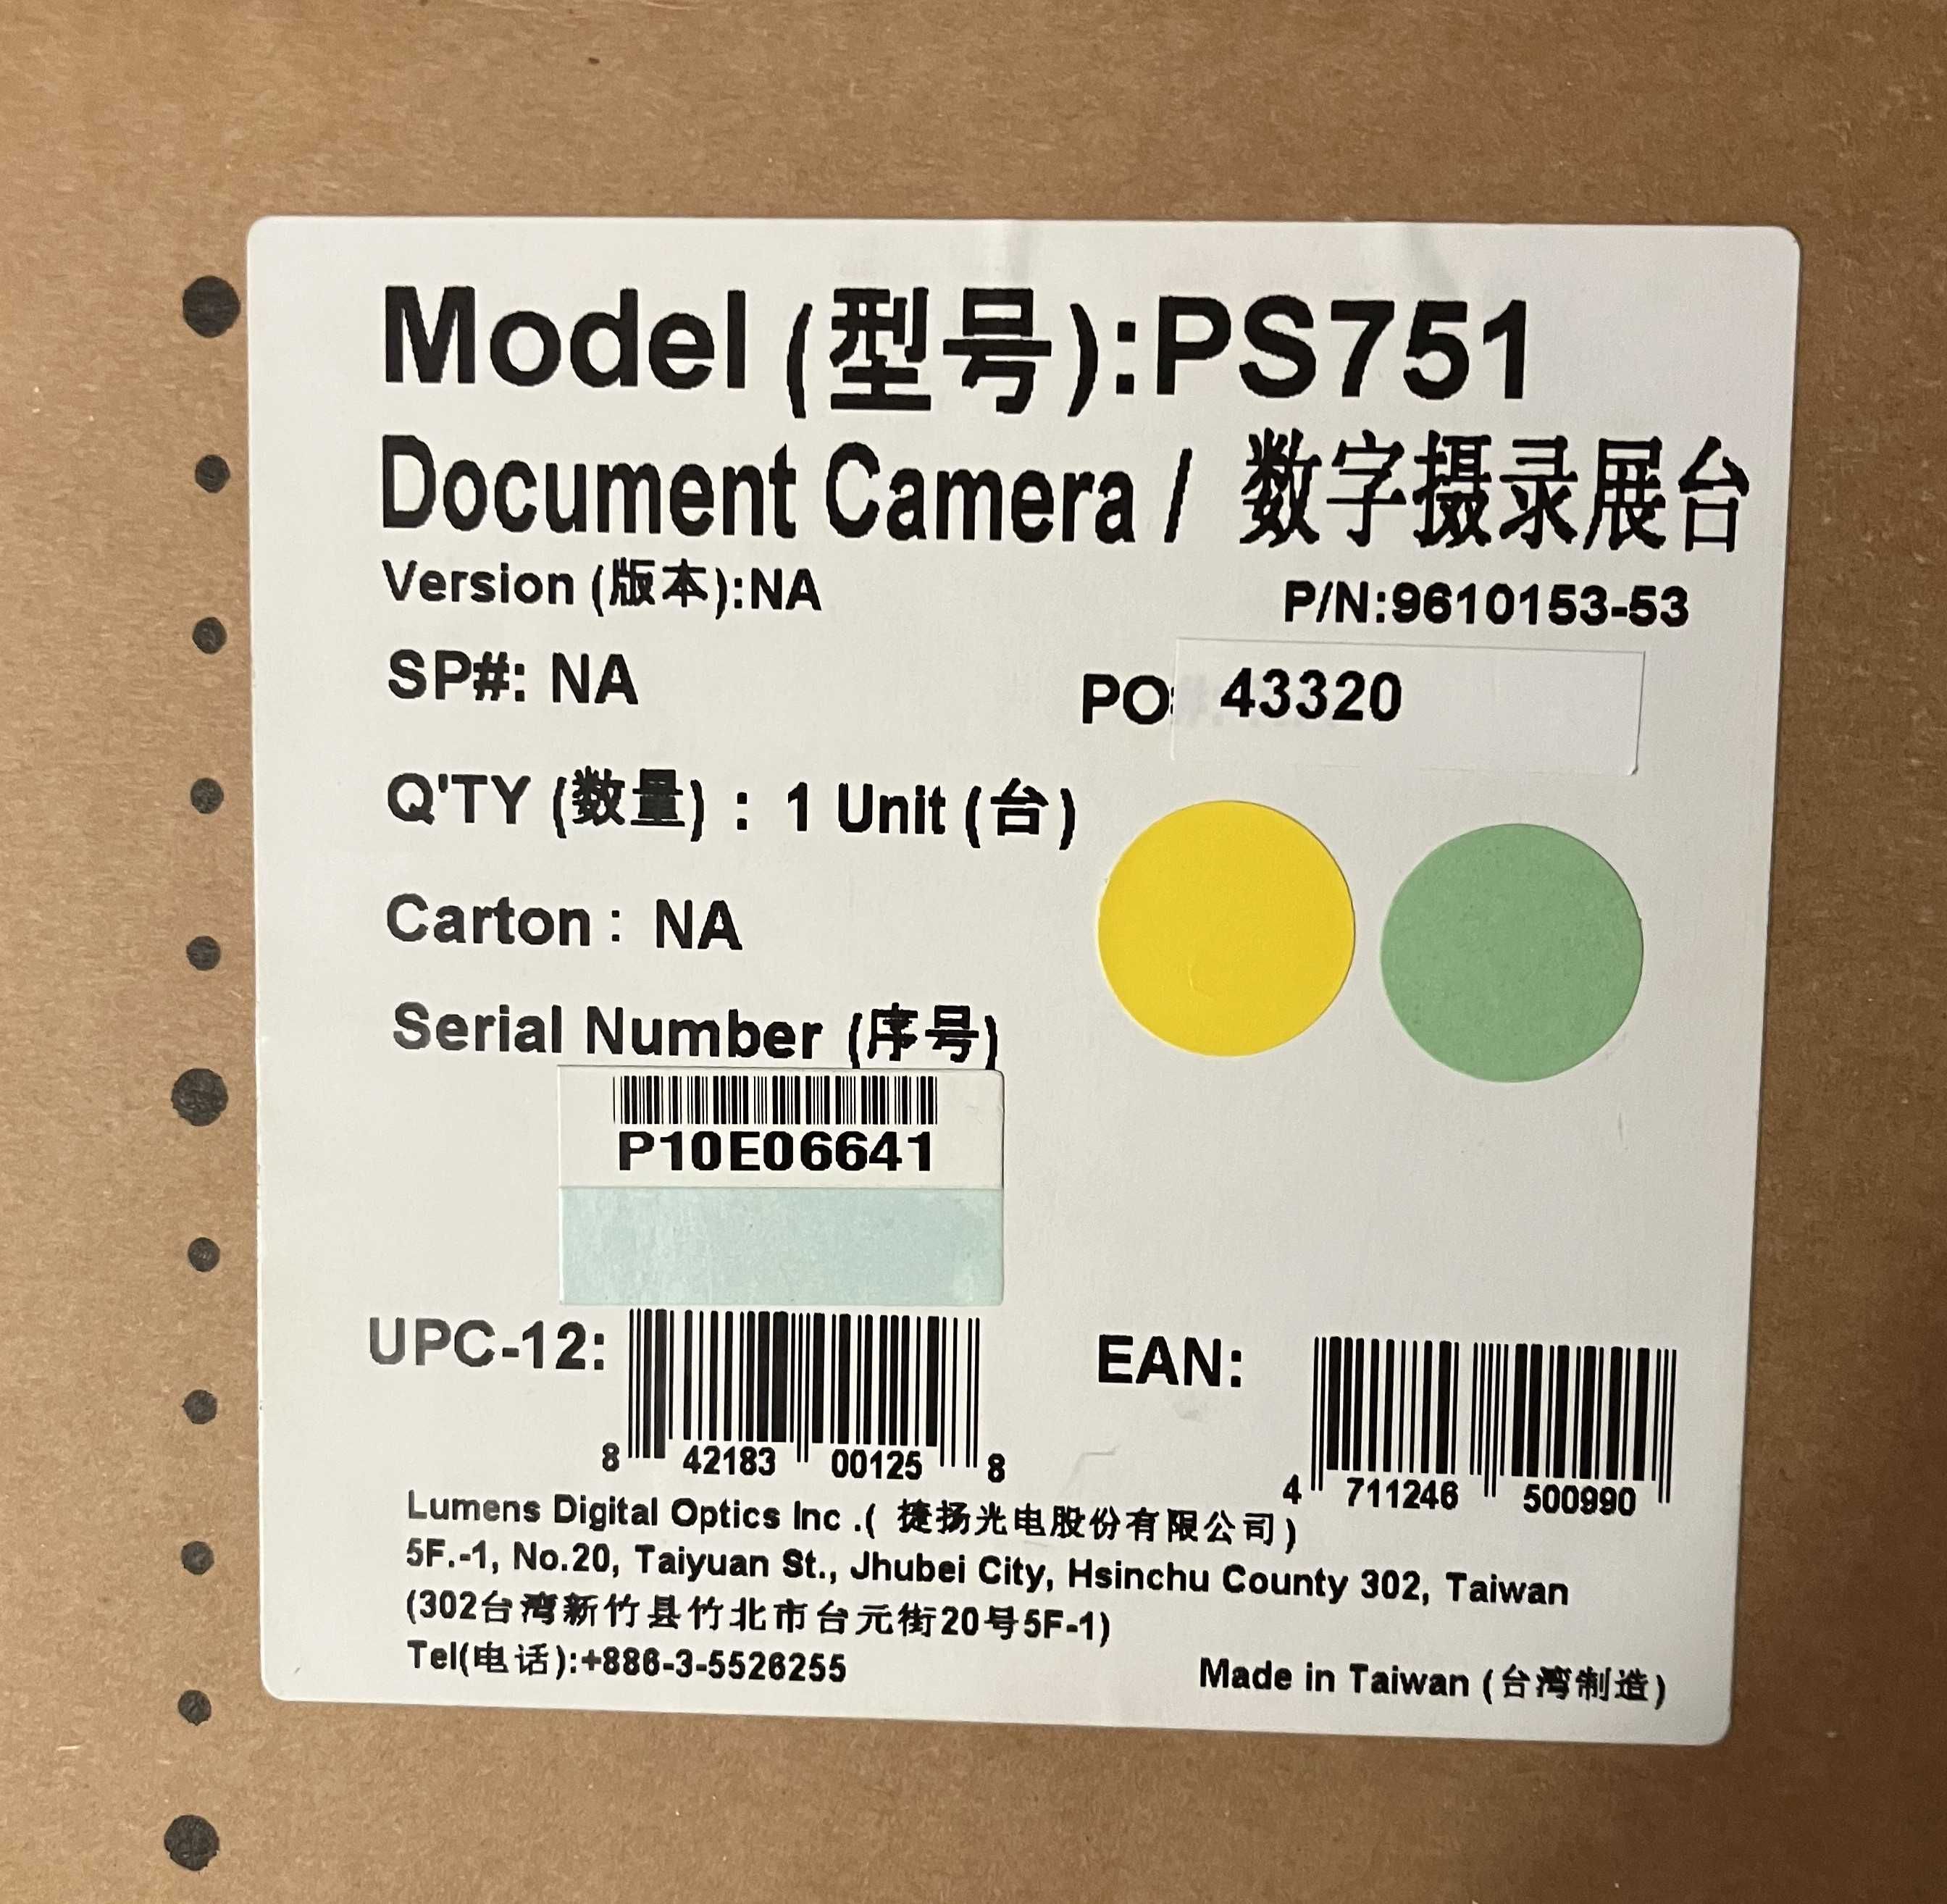 Model (型号):PS751
Document Camera / 数字摄录展台
Version (版本):NA
P/N:9610153-53
SP#: NA
PO 43320
Q'TY (数量) : 1 Unit (台)
Carton : NA
Serial Number (序号)
P10E06641
UPC-12:
8 42183 00125 8
EAN:
4 711246 500990
Lumens Digital Optics Inc .( 捷扬光电股份有限公司)
5F.-1, No.20, Taiyuan St., Jhubei City, Hsinchu County 302, Taiwan
(302台湾新竹县竹北市台元街20号5F-1)
Tel(电话):+886-3-5526255
Made in Taiwan (台湾制造)